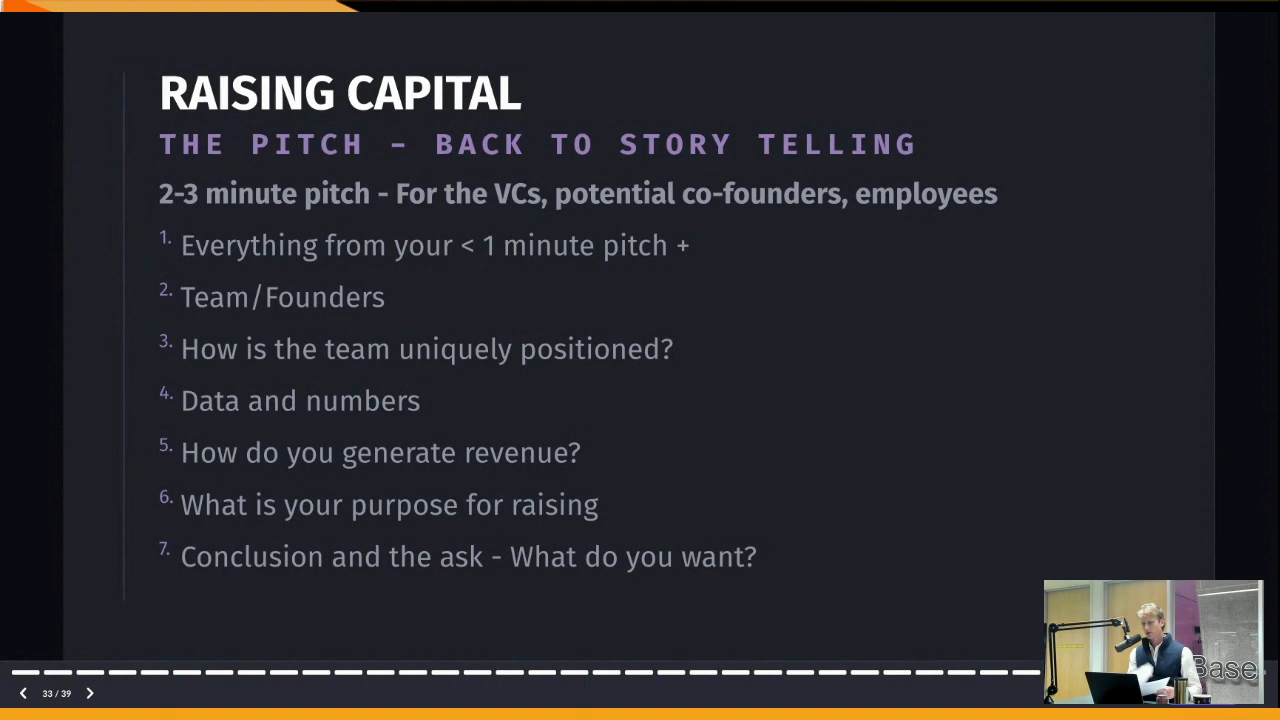 RAISING CAPITAL
THE PITCH - BACK TO STORY TELLING
2-3 minute pitch - For the VCs, potential co-founders, employees
1. Everything from your < 1 minute pitch +
2. Team/Founders
3. How is the team uniquely positioned?
4. Data and numbers
5. How do you generate revenue?
6. What is your purpose for raising
7. Conclusion and the ask - What do you want?
Base
33 / 39